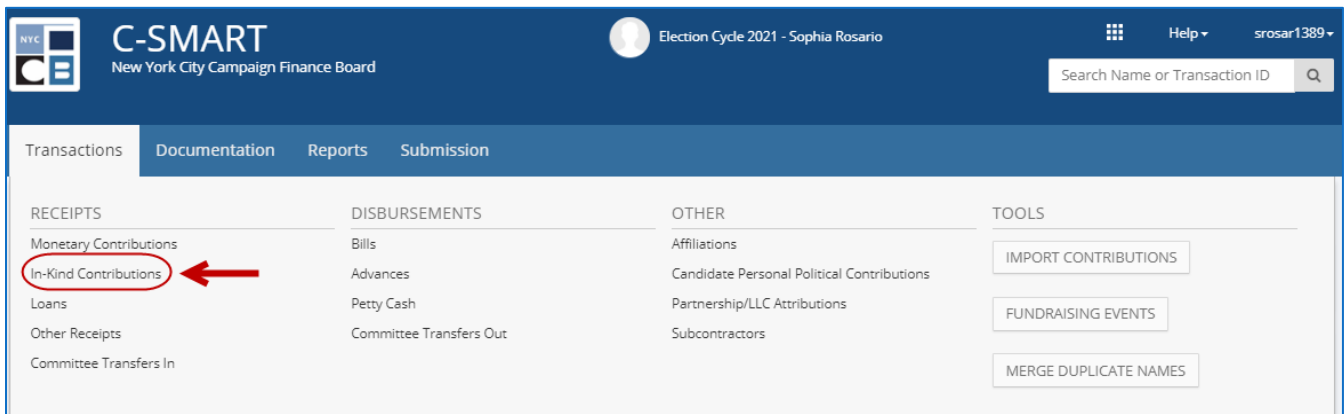 NYC
CB
C-SMART
New York City Campaign Finance Board
Election Cycle 2021 - Sophia Rosario
Help
srosar1389
Search Name or Transaction ID
Transactions Documentation Reports Submission
RECEIPTS
Monetary Contributions
In-Kind Contributions
Loans
Other Receipts
Committee Transfers In
DISBURSEMENTS
Bills
Advances
Petty Cash
Committee Transfers Out
OTHER
Affiliations
Candidate Personal Political Contributions
Partnership/LLC Attributions
Subcontractors
TOOLS
IMPORT CONTRIBUTIONS
FUNDRAISING EVENTS
MERGE DUPLICATE NAMES